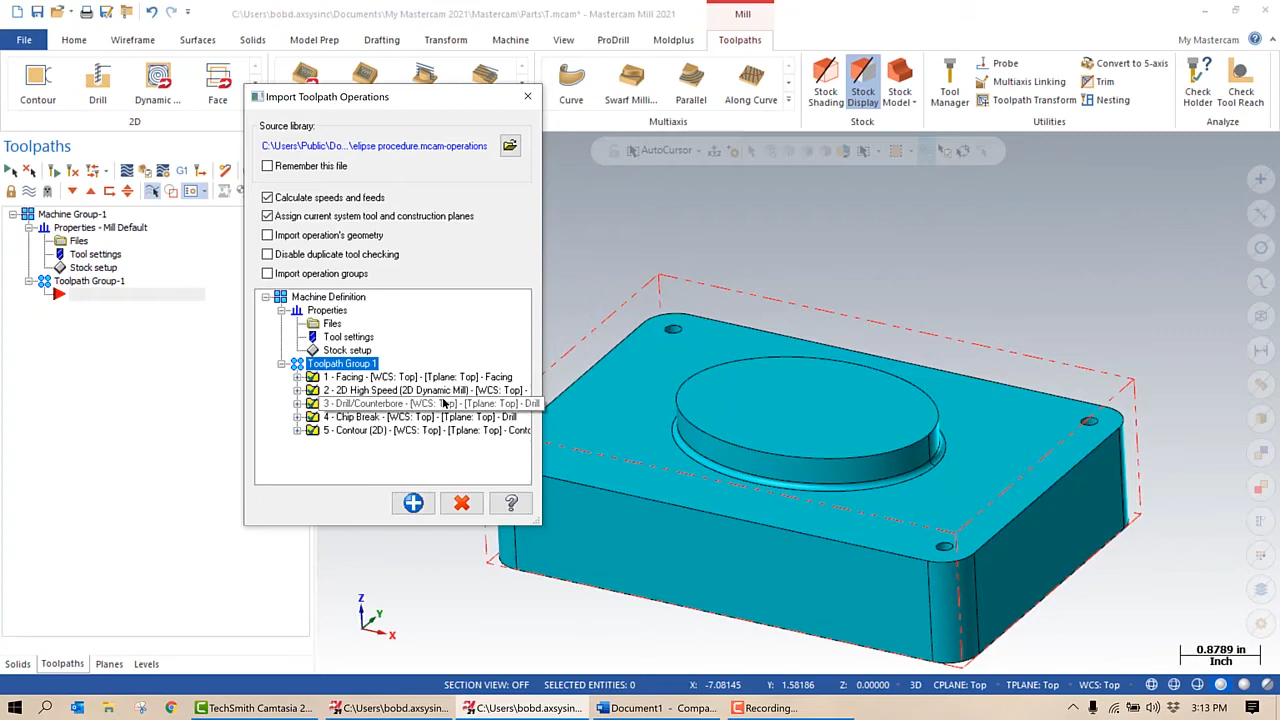 C:\Users\bobd.axsysinc\Documents\My Mastercam 2021\Mastercam\Parts\T.mcam* - Mastercam Mill 2021
Mill
File Home Wireframe Surfaces Solids Model Prep Drafting Transform Machine View ProDrill Moldplus Toolpaths My Mastercam
Contour Drill Dynamic ... Face
Curve Swarf Milli... Parallel Along Curve
Stock Shading Stock Display Stock Model
Tool Manager
Probe
Multiaxis Linking
Toolpath Transform
Convert to 5-axis
Trim
Nesting
Check Holder Check Tool Reach
2D Multiaxis Stock Utilities Analyze
Toolpaths
G1
Machine Group-1
Properties - Mill Default
Files
Tool settings
Stock setup
Toolpath Group-1
Import Toolpath Operations
Source library:
C:\Users\Public\Do...\elipse procedure.mcam-operations
Remember this file
Calculate speeds and feeds
Assign current system tool and construction planes
Import operation's geometry
Disable duplicate tool checking
Import operation groups
Machine Definition
Properties
Files
Tool settings
Stock setup
Toolpath Group 1
1 - Facing - [WCS: Top] - [Tplane: Top] - Facing
2 - 2D High Speed (2D Dynamic Mill) - [WCS: Top] -
3 - Drill/Counterbore - [WCS: Top] - [Tplane: Top] - Drill
4 - Chip Break - [WCS: Top] - [Tplane: Top] - Drill
5 - Contour (2D) - [WCS: Top] - [Tplane: Top] - Conto
AutoCursor
Z
Y
X
0.8789 in
Inch
Solids Toolpaths Planes Levels
SECTION VIEW: OFF SELECTED ENTITIES: 0 X: -7.08145 Y: 1.58186 Z: 0.00000 3D CPLANE: Top TPLANE: Top WCS: Top
TechSmith Camtasia 2... C:\Users\bobd.axsysin... C:\Users\bobd.axsysin... Document1 - Compa... Recording... 3:13 PM